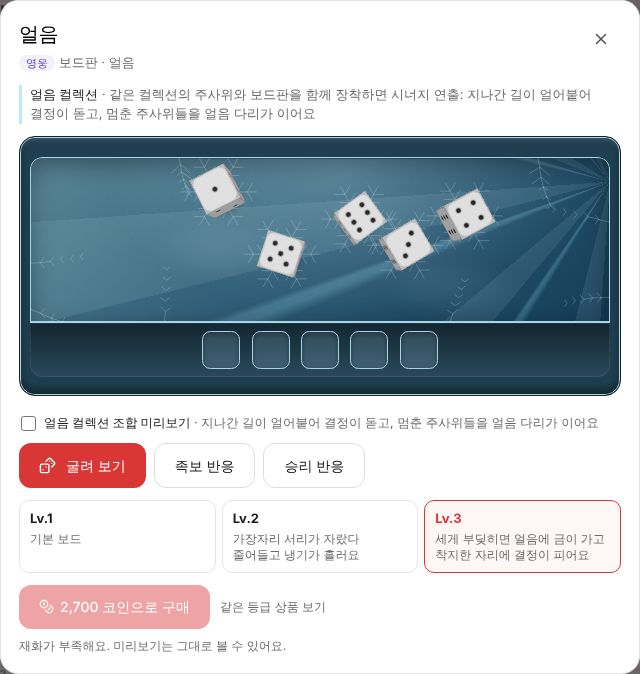 얼음
영웅 보드판 · 얼음
얼음 컬렉션 · 같은 컬렉션의 주사위와 보드판을 함께 장착하면 시너지 연출: 지나간 길이 얼어붙어
결정이 돋고, 멈춘 주사위들을 얼음 다리가 이어요
얼음 컬렉션 조합 미리보기 · 지나간 길이 얼어붙어 결정이 돋고, 멈춘 주사위들을 얼음 다리가 이어요
굴려 보기 족보 반응 승리 반응
Lv.1
기본 보드
Lv.2
가장자리 서리가 자랐다
줄어들고 냉기가 흘러요
Lv.3
세게 부딪히면 얼음에 금이 가고
착지한 자리에 결정이 피어요
2,700 코인으로 구매 같은 등급 상품 보기
재화가 부족해요. 미리보기는 그대로 볼 수 있어요.